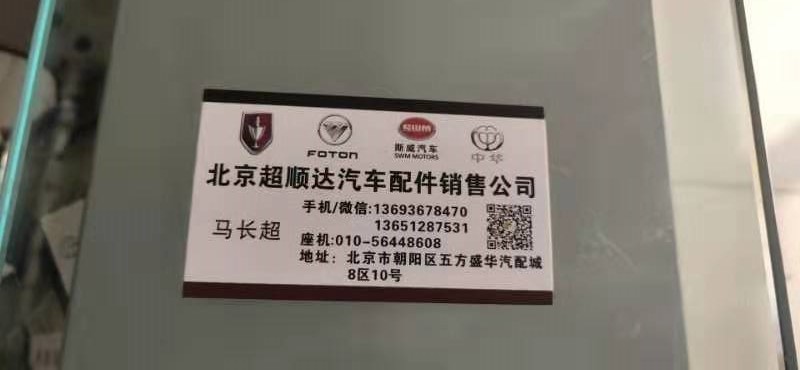 FOTON
SWM
斯威汽车
SWM MOTORS
中华
北京超顺达汽车配件销售公司
马长超
手机/微信:13693678470
13651287531
座机:010-56448608
地址：北京市朝阳区五方盛华汽配城
8区10号